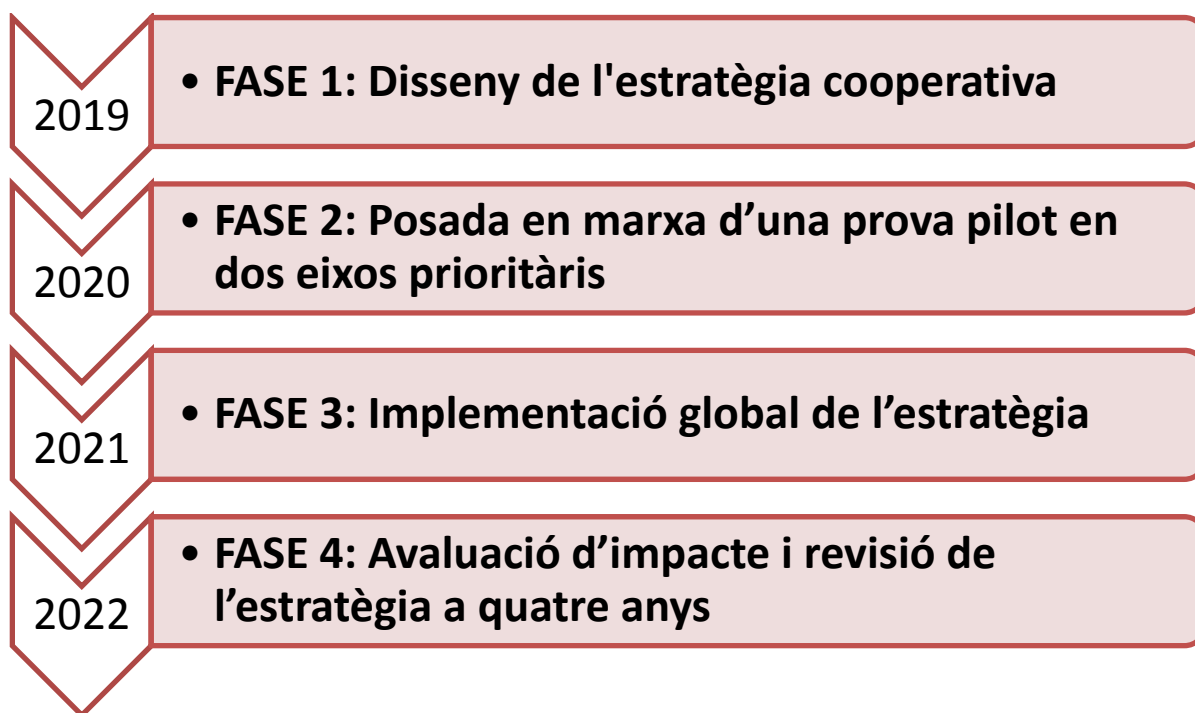 2019
• FASE 1: Disseny de l'estratègia cooperativa
2020
• FASE 2: Posada en marxa d’una prova pilot en
dos eixos prioritàris
2021
• FASE 3: Implementació global de l’estratègia
2022
• FASE 4: Avaluació d’impacte i revisió de
l’estratègia a quatre anys